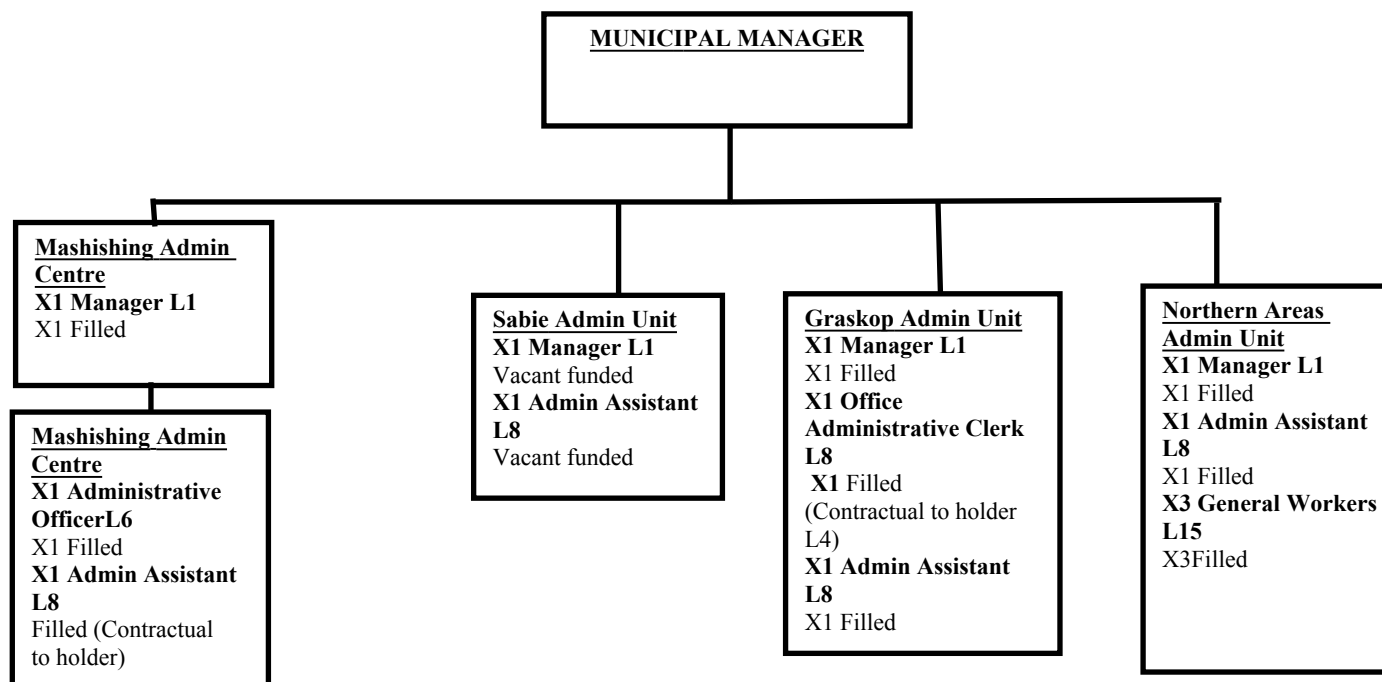 MUNICIPAL MANAGER
Mashishing Admin
Centre
X1 Manager L1
X1 Filled
Mashishing Admin
Centre
X1 Administrative
OfficerL6
X1 Filled
X1 Admin Assistant
L8
Filled (Contractual
to holder)
Sabie Admin Unit
X1 Manager L1
Vacant funded
X1 Admin Assistant
L8
Vacant funded
Graskop Admin Unit
X1 Manager L1
X1 Filled
X1 Office
Administrative Clerk
L8
X1 Filled
(Contractual to holder
L4)
X1 Admin Assistant
L8
X1 Filled
Northern Areas
Admin Unit
X1 Manager L1
X1 Filled
X1 Admin Assistant
L8
X1 Filled
X3 General Workers
L15
X3Filled